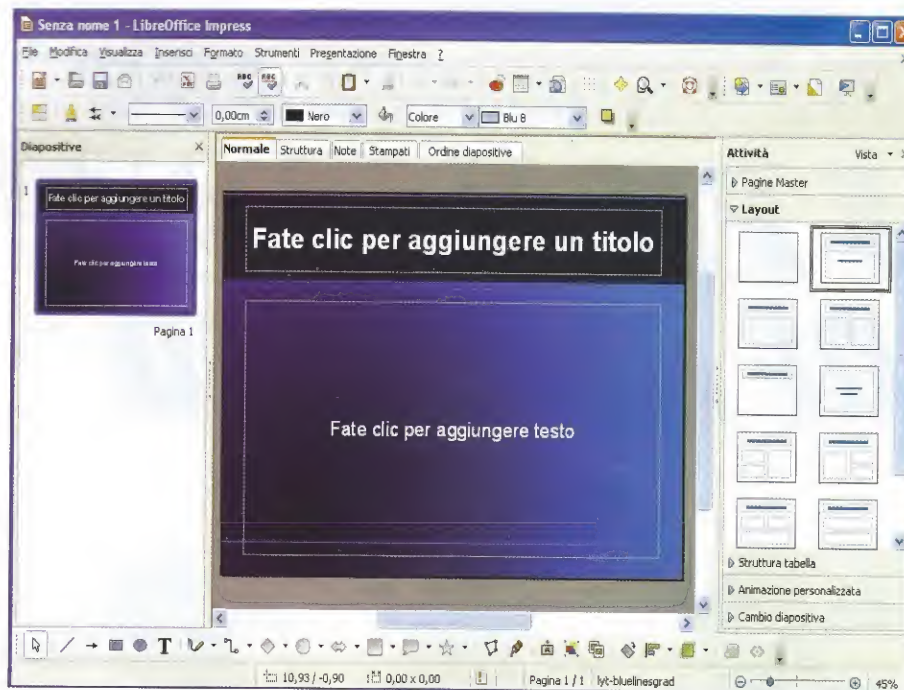 Senza nome 1 - LibreOffice Impress
File Modifica Visualizza Inserisci Formato Strumenti Presentazione Finestra ?
ABC ABC
0,00cm Nero Colore Blu 8
Diapositive
Normale Struttura Note Stampati Ordine diapositive
Attività Vista
1
Fate clic per aggiungere un titolo
Fate clic per aggiungere testo
Pagina 1
Fate clic per aggiungere un titolo
Fate clic per aggiungere testo
Pagine Master
Layout
Struttura tabella
Animazione personalizzata
Cambio diapositiva
T
10,93 / -0,90 0,00 x 0,00 Pagina 1 / 1 lyt-bluelinesgrad 45%